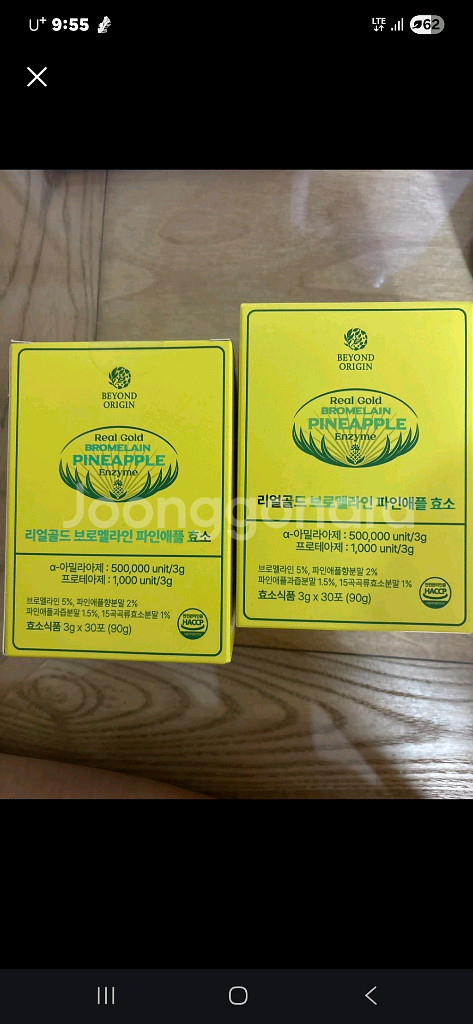 U+ 9:55
LTE 62
BEYOND
ORIGIN
Real Gold
BROMELAIN
PINEAPPLE
Enzyme
리얼골드 브로멜라인 파인애플 효소
α-아밀라아제 : 500,000 unit/3g
프로테아제 : 1,000 unit/3g
브로멜라인 5%, 파인애플향분말 2%
파인애플과즙분말 1.5%, 15곡곡류효소분말 1%
효소식품 3g x 30포 (90g)
HACCP
BEYOND
ORIGIN
Real Gold
BROMELAIN
PINEAPPLE
Enzyme
리얼골드 브로멜라인 파인애플 효소
α-아밀라아제 : 500,000 unit/3g
프로테아제 : 1,000 unit/3g
브로멜라인 5%, 파인애플향분말 2%
파인애플과즙분말 1.5%, 15곡곡류효소분말 1%
효소식품 3g x 30포 (90g)
HACCP
Joonggonara